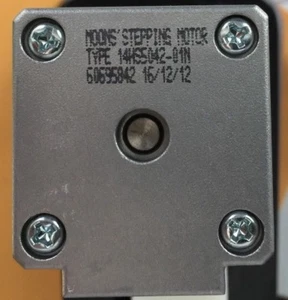 MOONS' STEPPING MOTOR
TYPE 14HS5042-01N
60695842 16/12/12